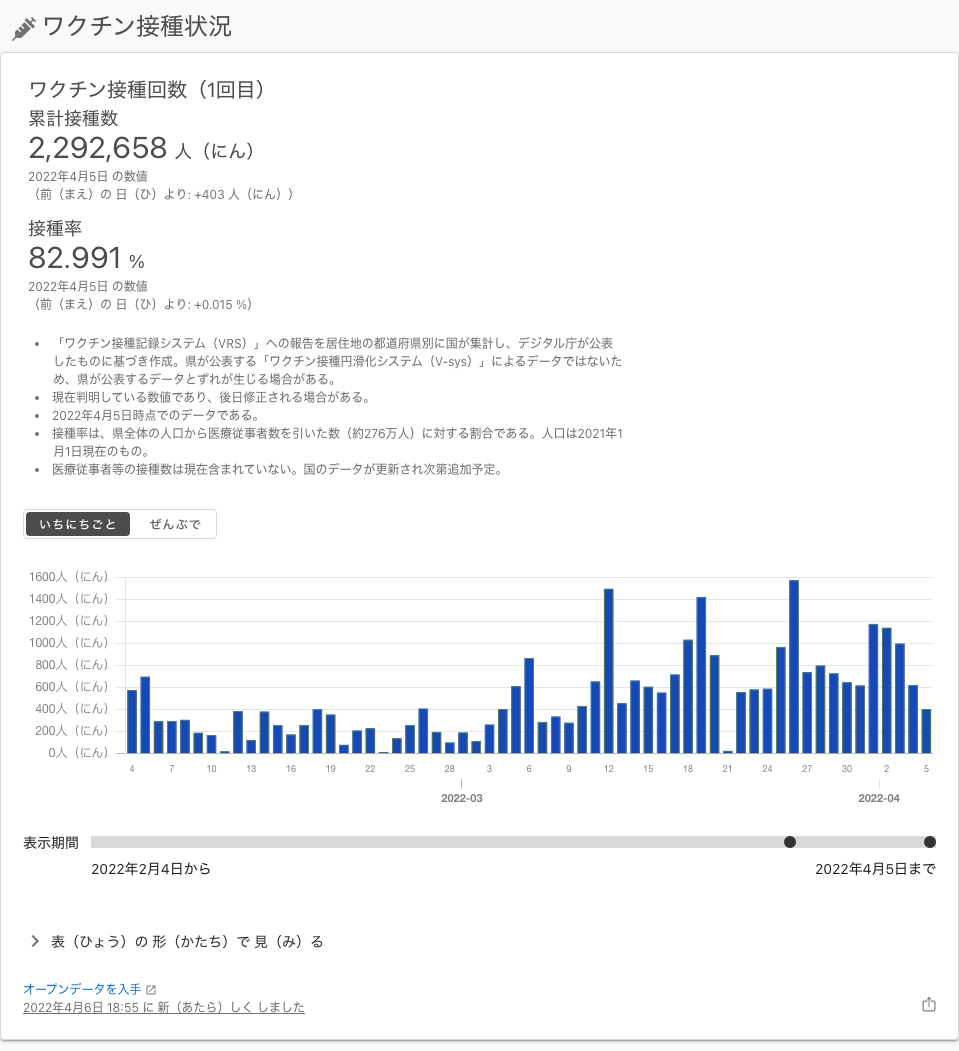 ワクチン接種状況
ワクチン接種回数（1回目）
累計接種数
2,292,658 人（にん）
2022年4月5日 の数値
（前（まえ）の 日（ひ）より: +403 人（にん））
接種率
82.991 %
2022年4月5日 の数値
（前（まえ）の 日（ひ）より: +0.015 %）
• 「ワクチン接種記録システム（VRS）」への報告を居住地の都道府県別に国が集計し、デジタル庁が公表
したものに基づき作成。県が公表する「ワクチン接種円滑化システム（V-sys）」によるデータではないた
め、県が公表するデータとずれが生じる場合がある。
• 現在判明している数値であり、後日修正される場合がある。
• 2022年4月5日時点でのデータである。
• 接種率は、県全体の人口から医療従事者数を引いた数（約276万人）に対する割合である。人口は2021年1
月1日現在のもの。
• 医療従事者等の接種数は現在含まれていない。国のデータが更新され次第追加予定。
いちにちごと ぜんぶで
1600人（にん）
1400人（にん）
1200人（にん）
1000人（にん）
800人（にん）
600人（にん）
400人（にん）
200人（にん）
0人（にん）
4 7 10 13 16 19 22 25 28 3 6 9 12 15 18 21 24 27 30 2 5
2022-03 2022-04
表示期間
2022年2月4日から 2022年4月5日まで
表（ひょう）の 形（かたち）で 見（み）る
オープンデータを入手
2022年4月6日 18:55 に 新（あたら）しく しました